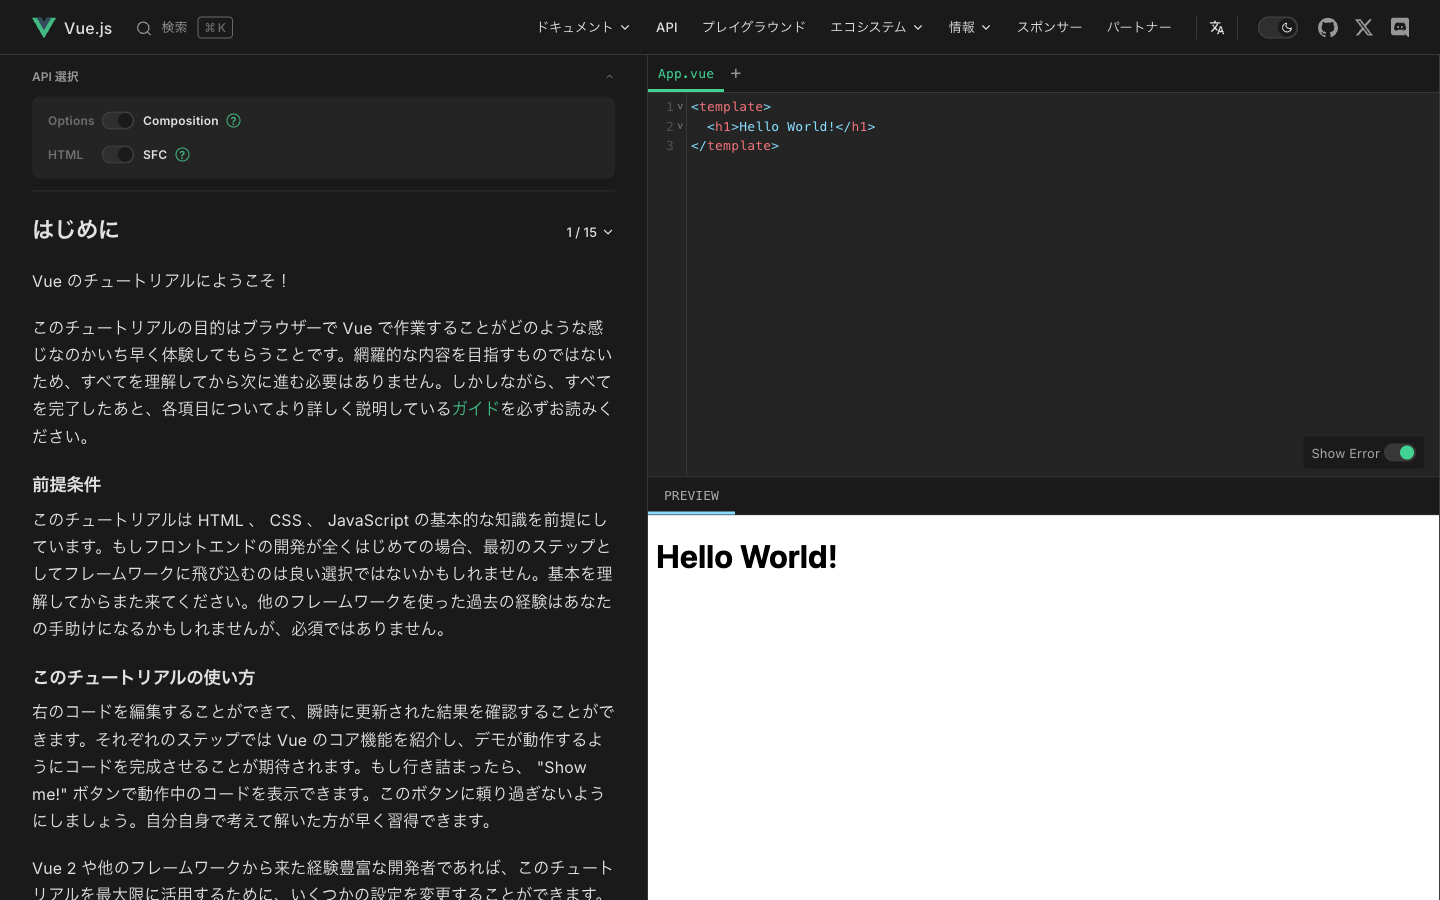 Vue.js
検索
⌘ K
ドキュメント
API
プレイグラウンド
エコシステム
情報
スポンサー
パートナー
API 選択
Options
Composition
?
HTML
SFC
?
はじめに
1 / 15
Vue のチュートリアルにようこそ！
このチュートリアルの目的はブラウザーで Vue で作業することがどのような感
じなのかいち早く体験してもらうことです。網羅的な内容を目指すものではない
ため、すべてを理解してから次に進む必要はありません。しかしながら、すべて
を完了したあと、各項目についてより詳しく説明しているガイドを必ずお読みく
ださい。
前提条件
このチュートリアルは HTML 、 CSS 、 JavaScript の基本的な知識を前提にし
ています。もしフロントエンドの開発が全くはじめての場合、最初のステップと
してフレームワークに飛び込むのは良い選択ではないかもしれません。基本を理
解してからまた来てください。他のフレームワークを使った過去の経験はあなた
の手助けになるかもしれませんが、必須ではありません。
このチュートリアルの使い方
右のコードを編集することができて、瞬時に更新された結果を確認することがで
きます。それぞれのステップでは Vue のコア機能を紹介し、デモが動作するよ
うにコードを完成させることが期待されます。もし行き詰まったら、 "Show
me!" ボタンで動作中のコードを表示できます。このボタンに頼り過ぎないよう
にしましょう。自分自身で考えて解いた方が早く習得できます。
Vue 2 や他のフレームワークから来た経験豊富な開発者であれば、このチュート
リアルを最大限に活用するために、いくつかの設定を変更することができます。
App.vue
+
1 <template>
2 <h1>Hello World!</h1>
3 </template>
Show Error
PREVIEW
Hello World!